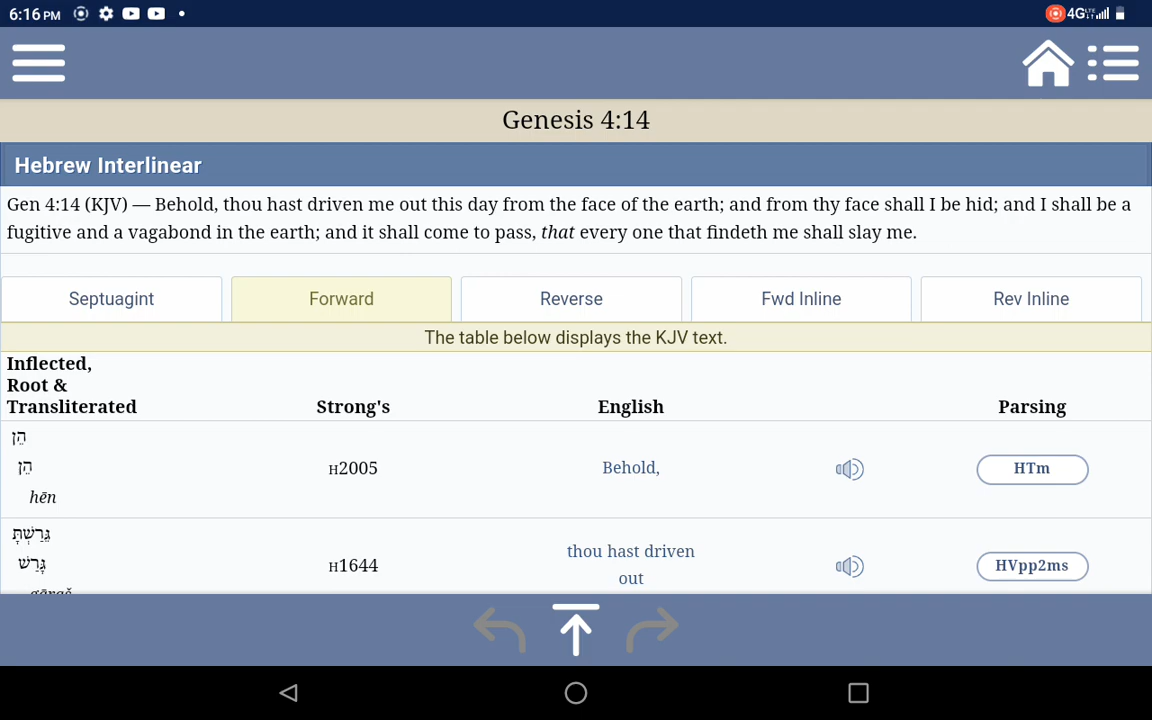 6:16 PM
4G LTE
Genesis 4:14
Hebrew Interlinear
Gen 4:14 (KJV) — Behold, thou hast driven me out this day from the face of the earth; and from thy face shall I be hid; and I shall be a
fugitive and a vagabond in the earth; and it shall come to pass, that every one that findeth me shall slay me.
Septuagint Forward Reverse Fwd Inline Rev Inline
The table below displays the KJV text.
Inflected,
Root &
Transliterated Strong's English Parsing
הֵן
הֵן
hēn
H2005 Behold, HTm
גֵּרַשְׁתָּ
גָּרַשׁ
gāraš
H1644 thou hast driven
out
HVpp2ms